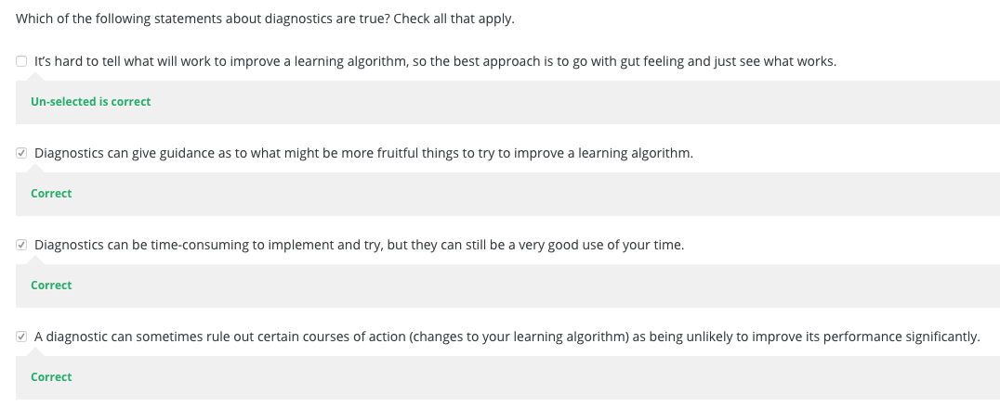 Which of the following statements about diagnostics are true? Check all that apply.
It’s hard to tell what will work to improve a learning algorithm, so the best approach is to go with gut feeling and just see what works.
Un-selected is correct
Diagnostics can give guidance as to what might be more fruitful things to try to improve a learning algorithm.
Correct
Diagnostics can be time-consuming to implement and try, but they can still be a very good use of your time.
Correct
A diagnostic can sometimes rule out certain courses of action (changes to your learning algorithm) as being unlikely to improve its performance significantly.
Correct